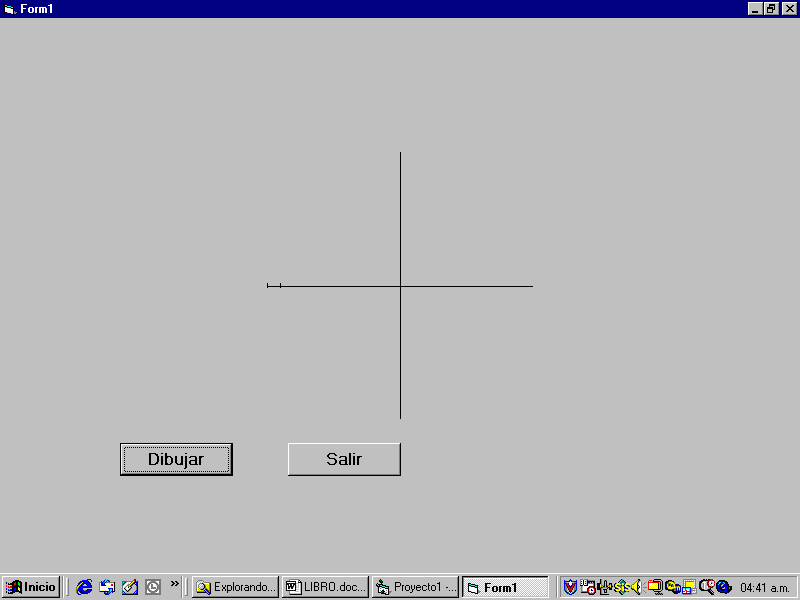 Form1
Dibujar
Salir
Inicio
»
Explorando...
LIBRO.doc...
Proyecto1 -...
Form1
04:41 a.m.